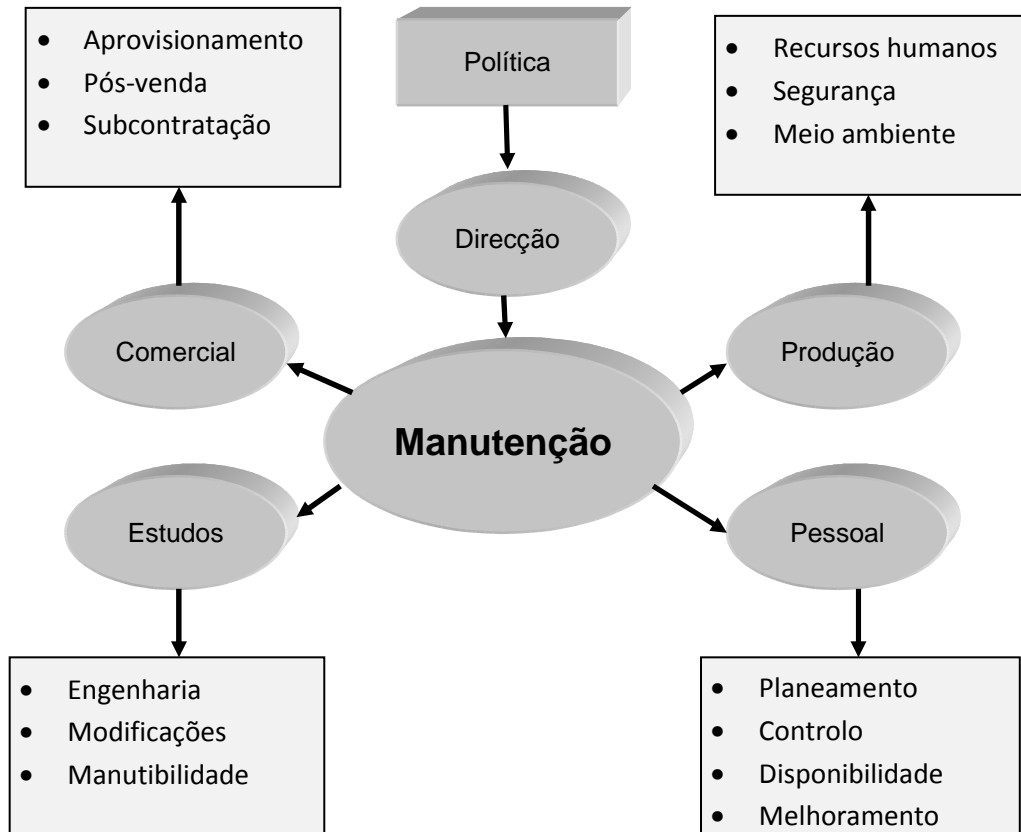 • Aprovisionamento
• Pós-venda
• Subcontratação
Política
• Recursos humanos
• Segurança
• Meio ambiente
Direcção
Comercial
Produção
Manutenção
Estudos
Pessoal
• Engenharia
• Modificações
• Manutibilidade
• Planeamento
• Controlo
• Disponibilidade
• Melhoramento